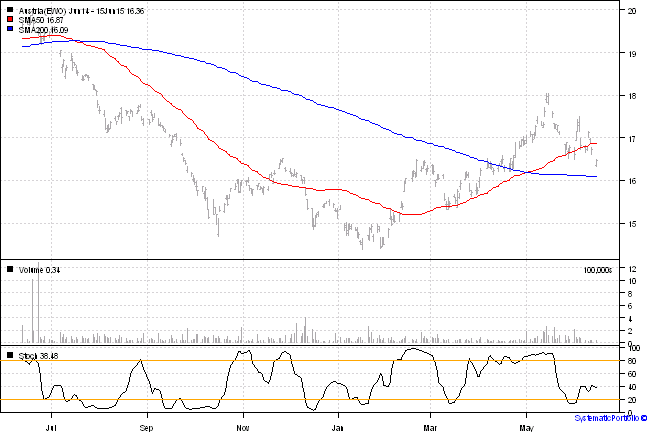 Austria(EWO) Jun14 - 15Jun15 16.36
SMA50 16.87
SMA200 16.09
20
19
18
17
16
15
Volume 0.34
100,000s
12
10
8
6
4
2
0
Stoch 38.48
100
80
60
40
20
0
Jul
Sep
Nov
Jan
Mar
May
SystematicPortfolio ©